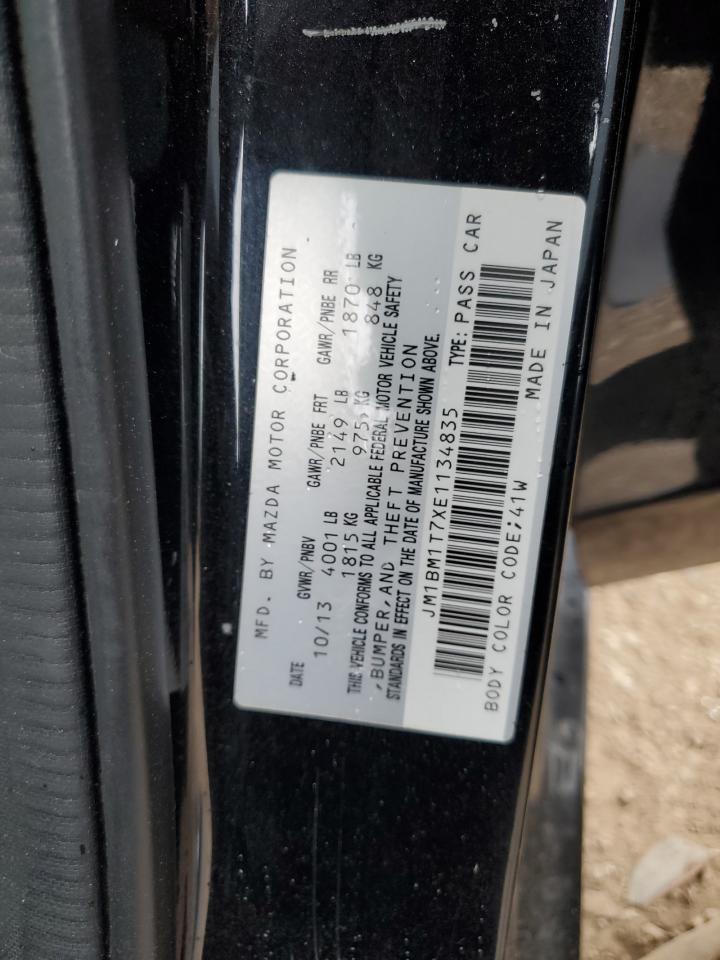 MFD. BY MAZDA MOTOR CORPORATION
DATE GVWR/PNBV GAWR/PNBE FRT GAWR/PNBE RR
10/13 4001 LB 2149 LB 1870 LB
1815 KG 975 KG 848 KG
THIS VEHICLE CONFORMS TO ALL APPLICABLE FEDERAL MOTOR VEHICLE SAFETY
,BUMPER, AND THEFT PREVENTION
STANDARDS IN EFFECT ON THE DATE OF MANUFACTURE SHOWN ABOVE.
JM1BM1T7XE1134835 TYPE: PASS CAR
BODY COLOR CODE;41W MADE IN JAPAN